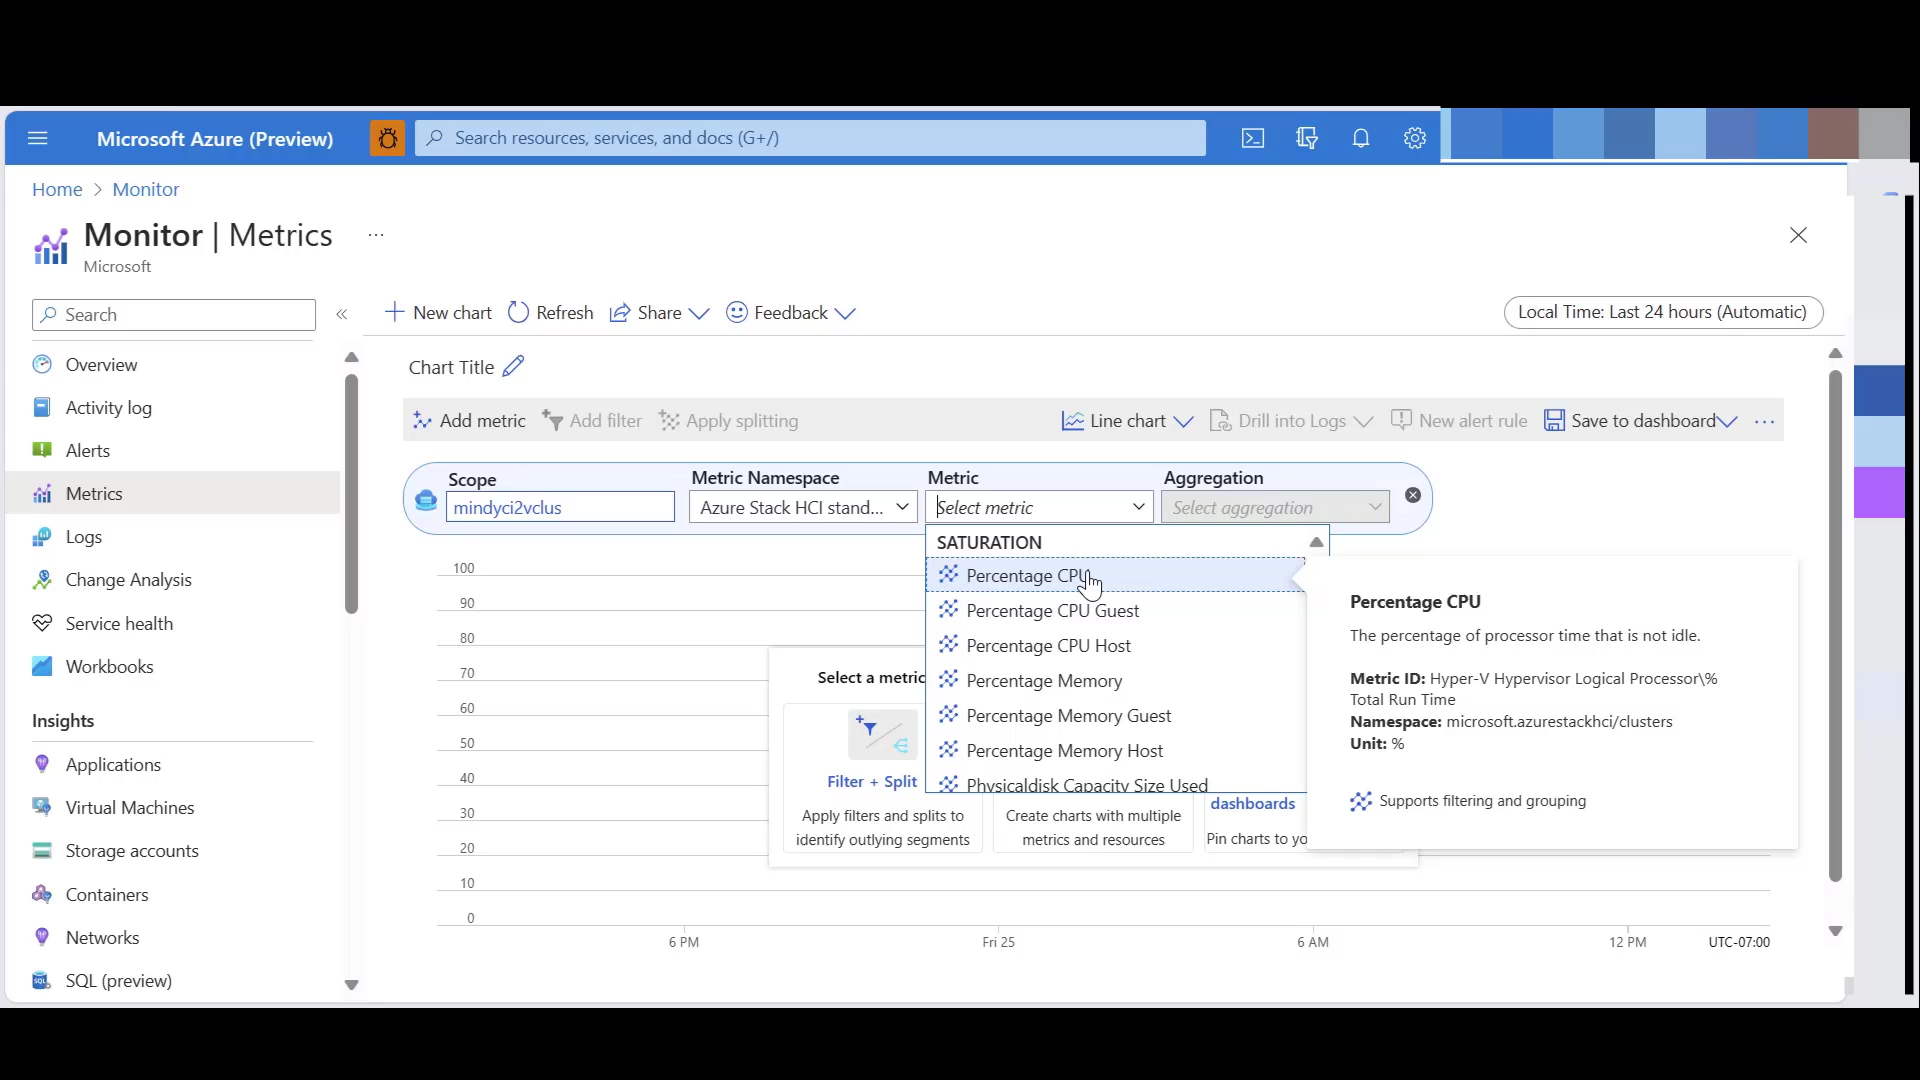 Microsoft Azure (Preview)
Search resources, services, and docs (G+/)
Home > Monitor
Monitor | Metrics
...
Microsoft
Search
«
Overview
Activity log
Alerts
Metrics
Logs
Change Analysis
Service health
Workbooks
Insights
Applications
Virtual Machines
Storage accounts
Containers
Networks
SQL
SQL (preview)
New chart
Refresh
Share
Feedback
Local Time: Last 24 hours (Automatic)
Chart Title
Add metric
Add filter
Apply splitting
Line chart
Drill into Logs
New alert rule
Save to dashboard
...
Scope
mindyci2vclus
Metric Namespace
Azure Stack HCI stand...
Metric
Select metric
Aggregation
Select aggregation
SATURATION
Percentage CPU
Percentage CPU Guest
Percentage CPU Host
Percentage Memory
Percentage Memory Guest
Percentage Memory Host
Physicaldisk Capacity Size Used
Percentage CPU
The percentage of processor time that is not idle.
Metric ID: Hyper-V Hypervisor Logical Processor\%
Total Run Time
Namespace: microsoft.azurestackhci/clusters
Unit: %
Supports filtering and grouping
Select a metric
Filter + Split
Apply filters and splits to
identify outlying segments
Create charts with multiple
metrics and resources
dashboards
Pin charts to yo
100
90
80
70
60
50
40
30
20
10
0
6 PM
Fri 25
6 AM
12 PM
UTC-07:00